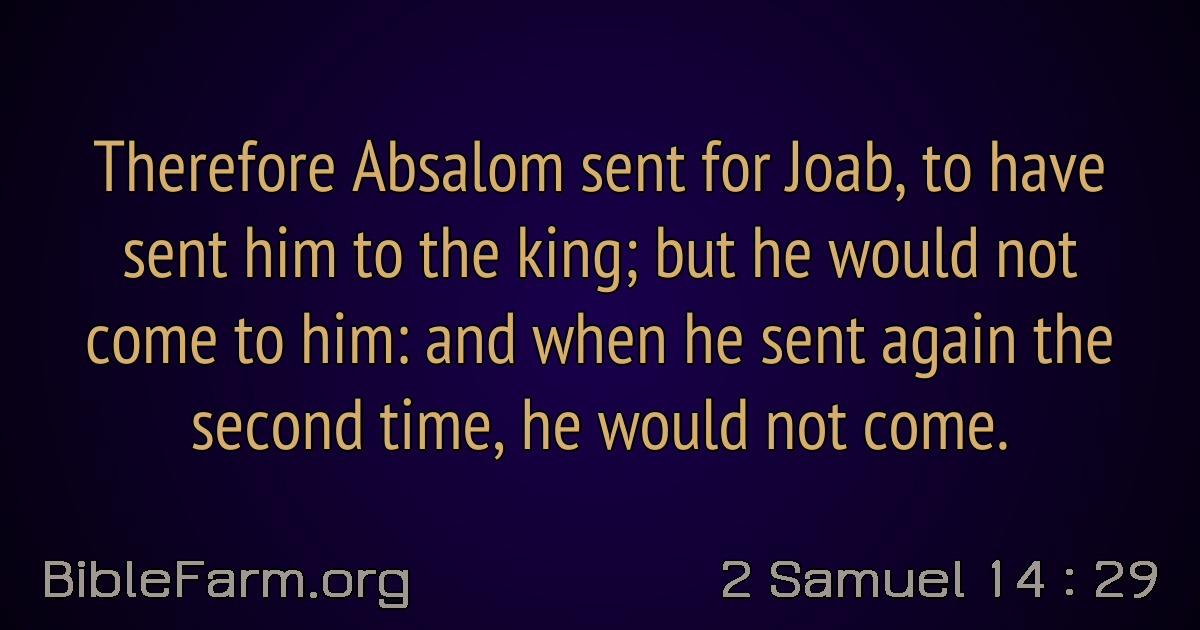 Therefore Absalom sent for Joab, to have
sent him to the king; but he would not
come to him: and when he sent again the
second time, he would not come.
BibleFarm.org
2 Samuel 14 : 29